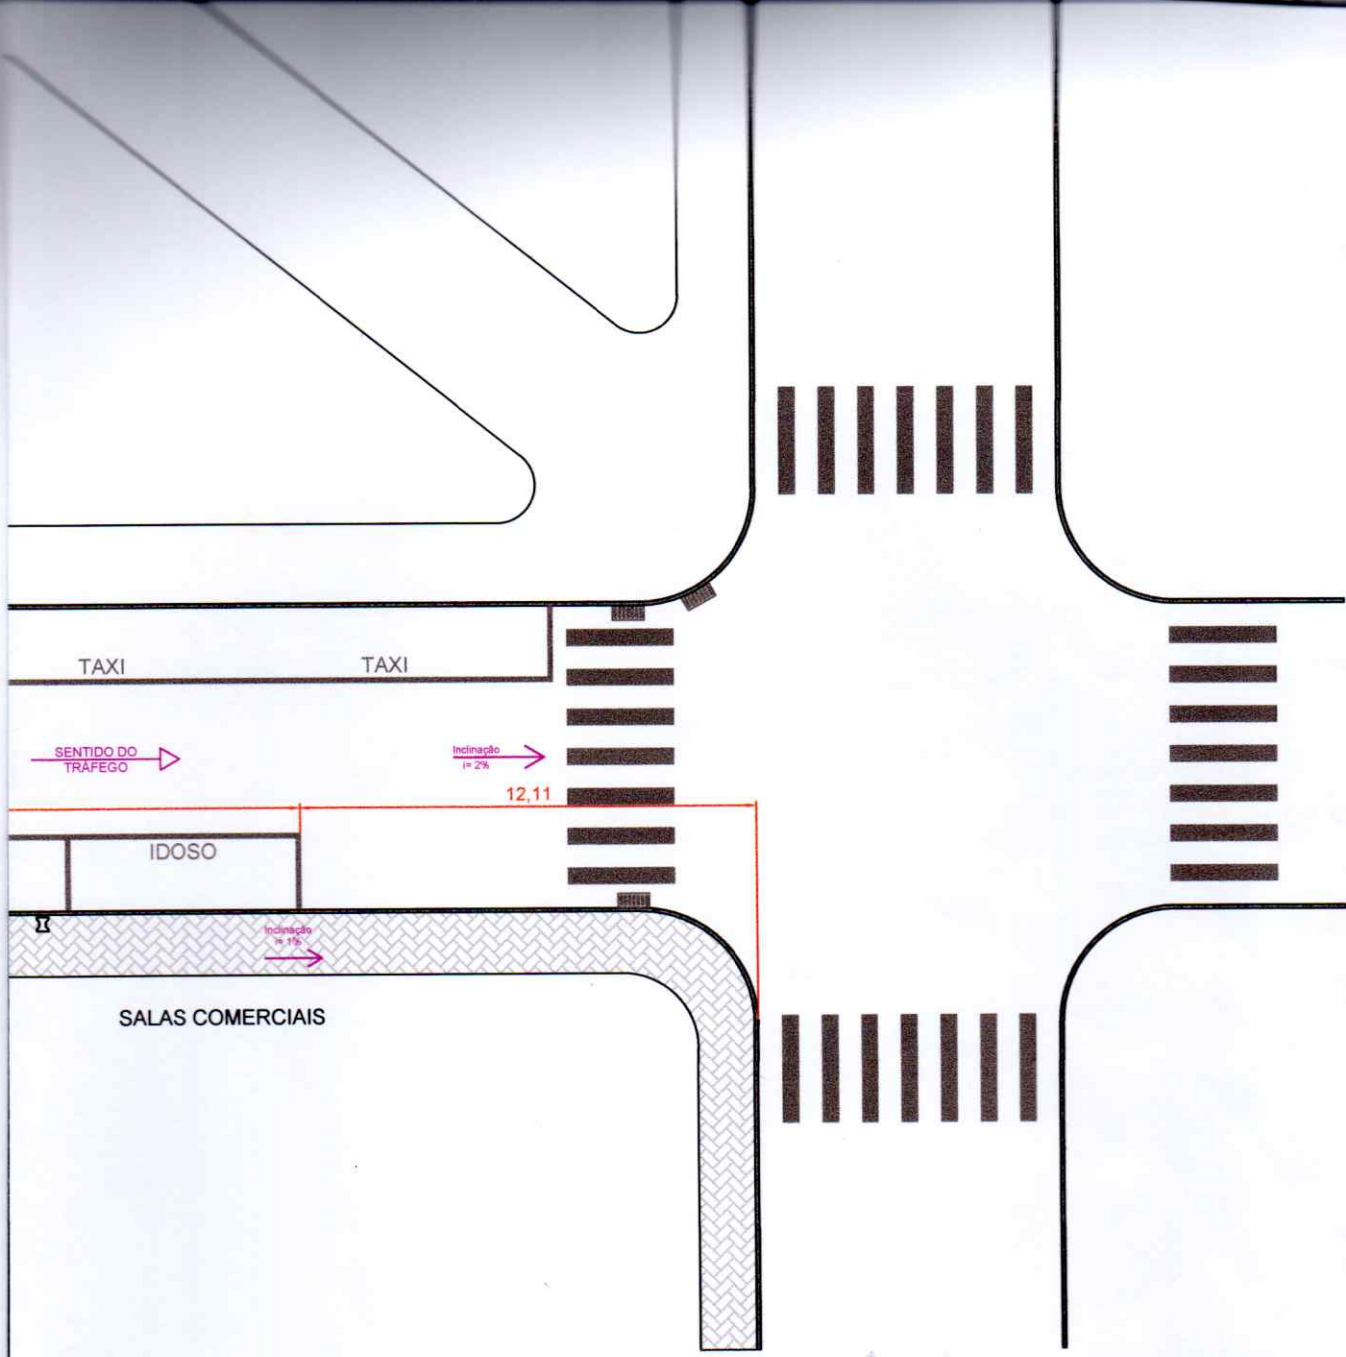 TAXI
TAXI
SENTIDO DO
TRÁFEGO
Inclinação
i= 2%
12,11
IDOSO
Inclinação
i= 1%
SALAS COMERCIAIS